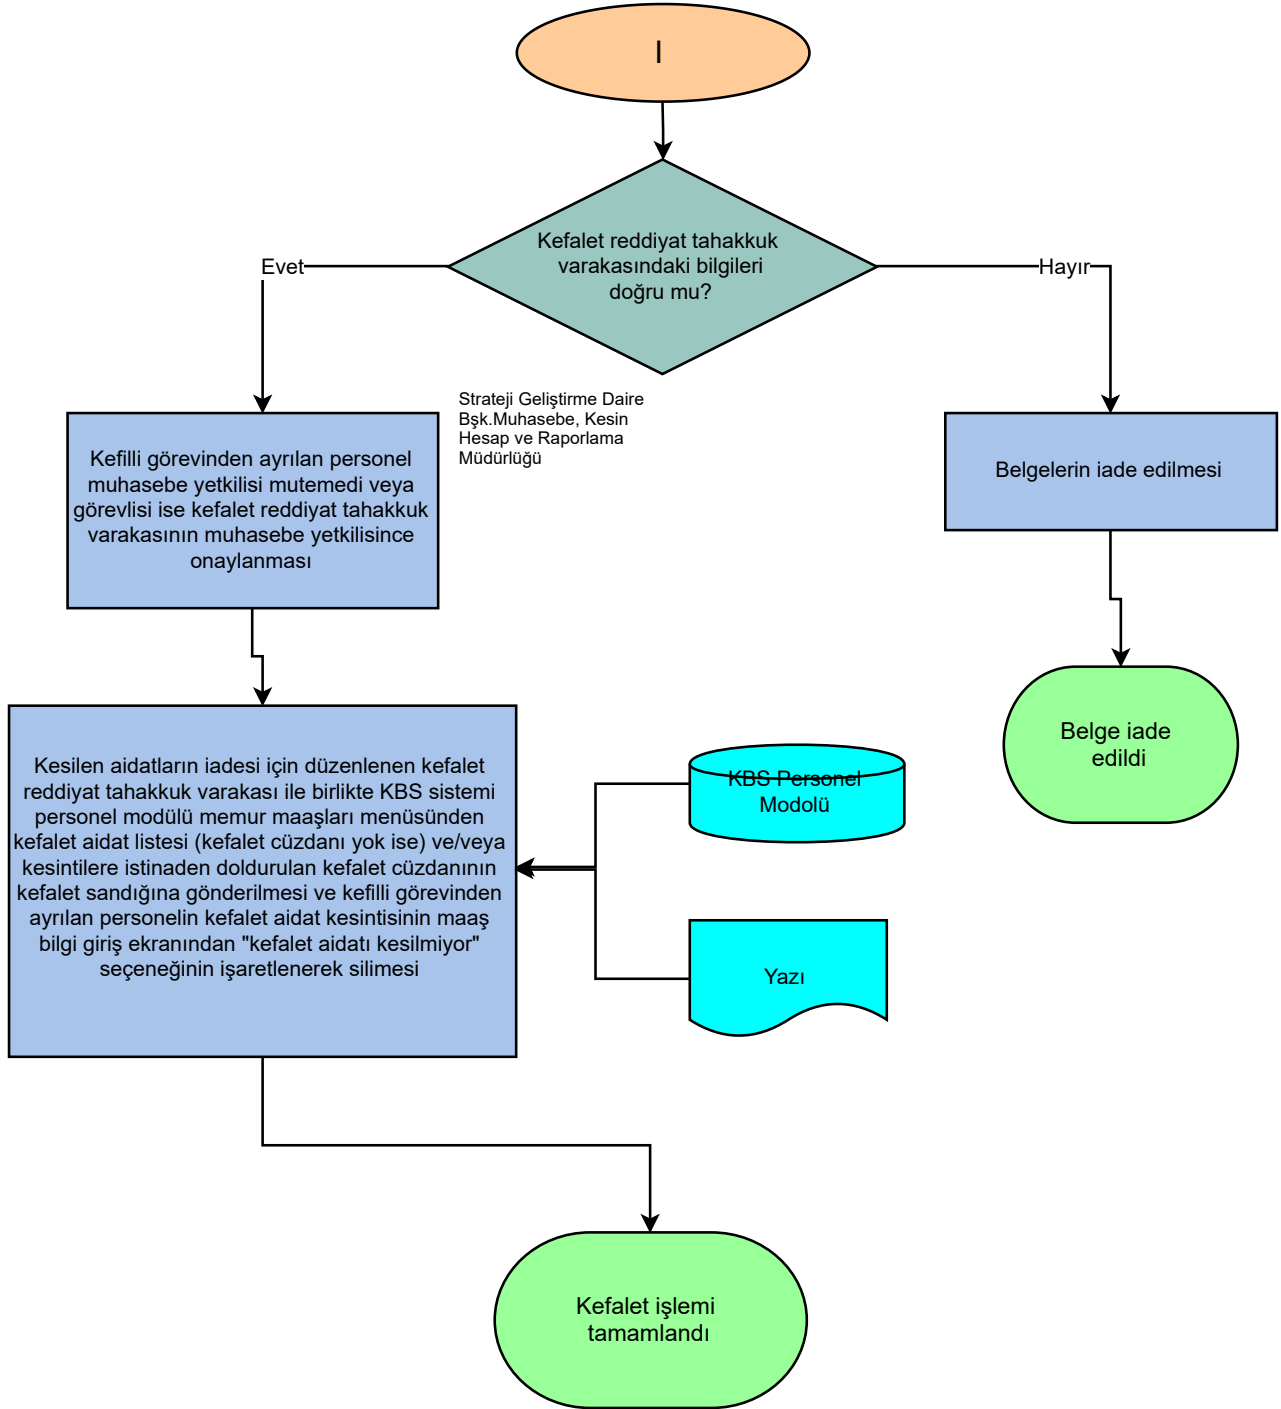 I
Kefalet reddiyat tahakkuk
varakasındaki bilgileri
doğru mu?
Evet
Hayır
Strateji Geliştirme Daire
Bşk.Muhasebe, Kesin
Hesap ve Raporlama
Müdürlüğü
Kefilli görevinden ayrılan personel
muhasebe yetkilisi mutemedi veya
görevlisi ise kefalet reddiyat tahakkuk
varakasının muhasebe yetkilisince
onaylanması
Belgelerin iade edilmesi
Belge iade
edildi
Kesilen aidatların iadesi için düzenlenen kefalet
reddiyat tahakkuk varakası ile birlikte KBS sistemi
personel modülü memur maaşları menüsünden
kefalet aidat listesi (kefalet cüzdanı yok ise) ve/veya
kesintilere istinaden doldurulan kefalet cüzdanının
kefalet sandığına gönderilmesi ve kefilli görevinden
ayrılan personelin kefalet aidat kesintisinin maaş
bilgi giriş ekranından "kefalet aidatı kesilmiyor"
seçeneğinin işaretlenerek silimesi
KBS Personel
Modolü
Yazı
Kefalet işlemi
tamamlandı